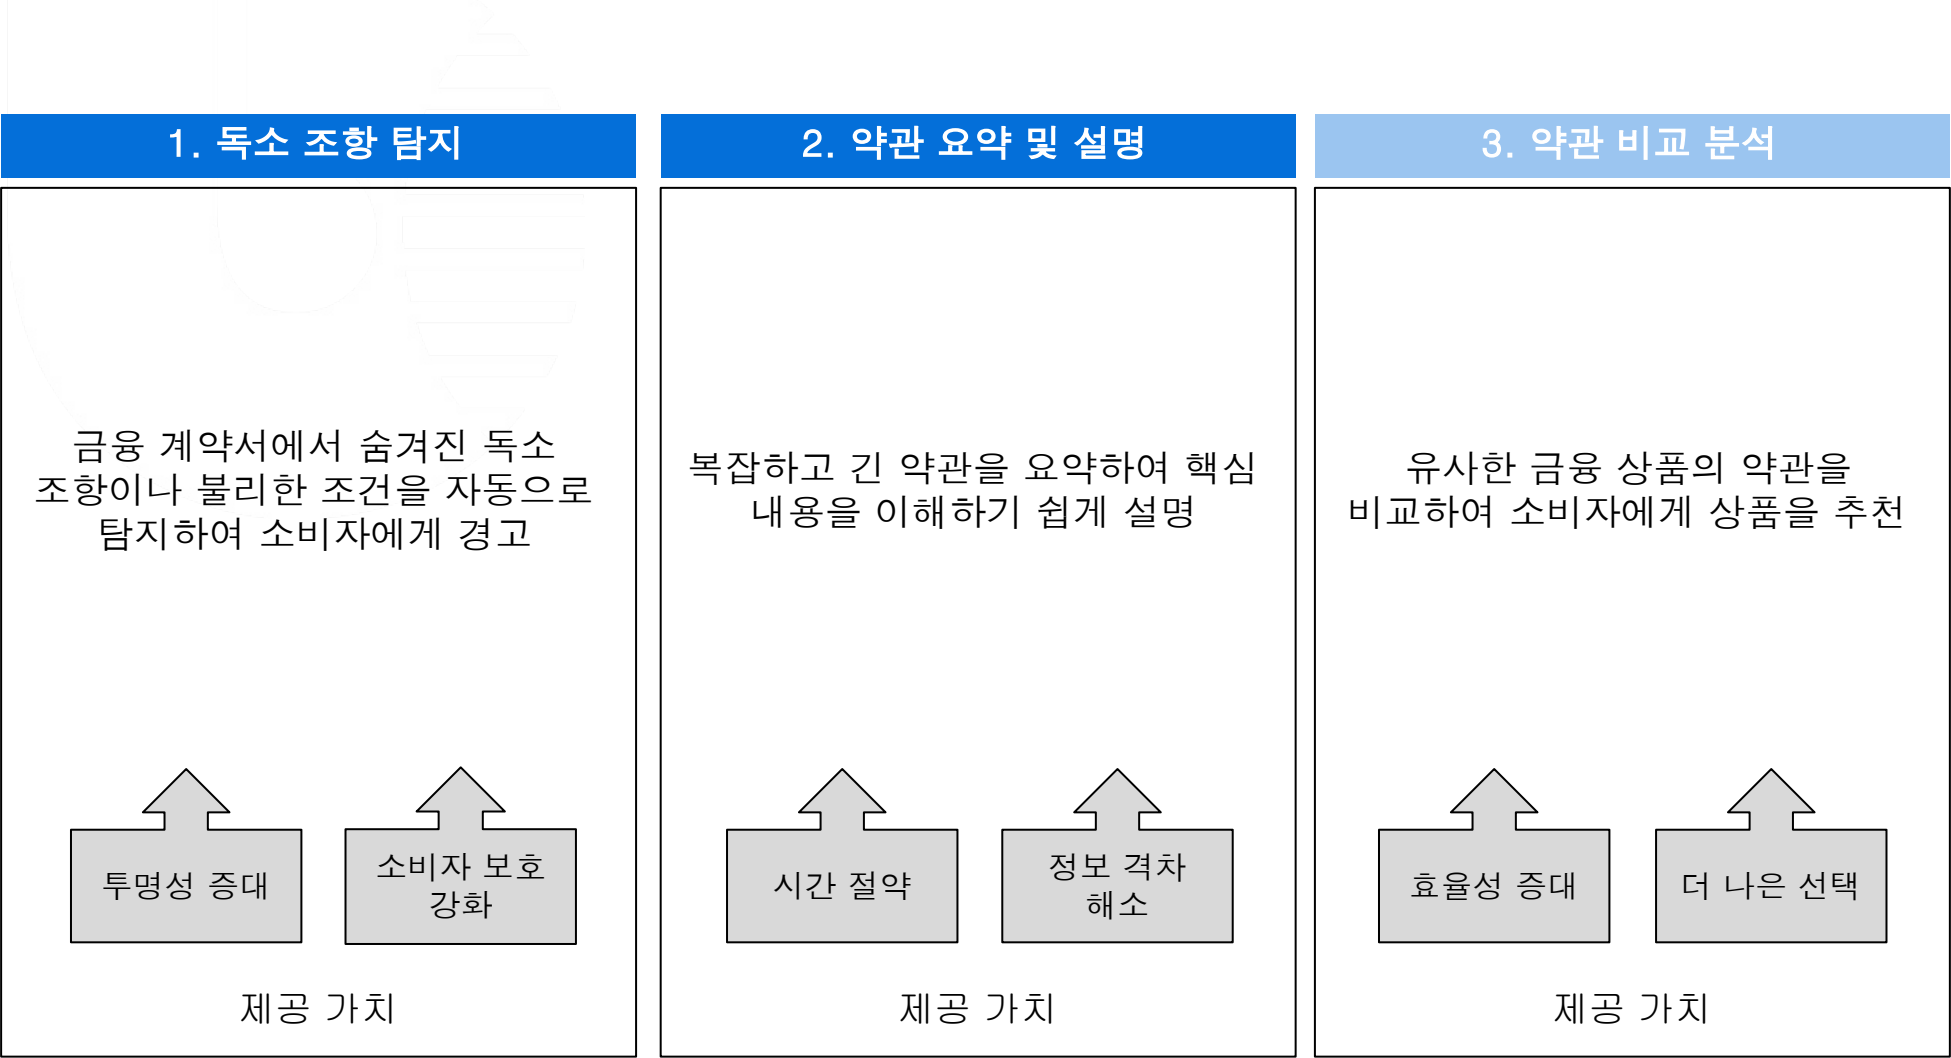 1. 독소 조항 탐지
금융 계약서에서 숨겨진 독소
조항이나 불리한 조건을 자동으로
탐지하여 소비자에게 경고
투명성 증대
소비자 보호
강화
제공 가치
2. 약관 요약 및 설명
복잡하고 긴 약관을 요약하여 핵심
내용을 이해하기 쉽게 설명
시간 절약
정보 격차
해소
제공 가치
3. 약관 비교 분석
유사한 금융 상품의 약관을
비교하여 소비자에게 상품을 추천
효율성 증대
더 나은 선택
제공 가치